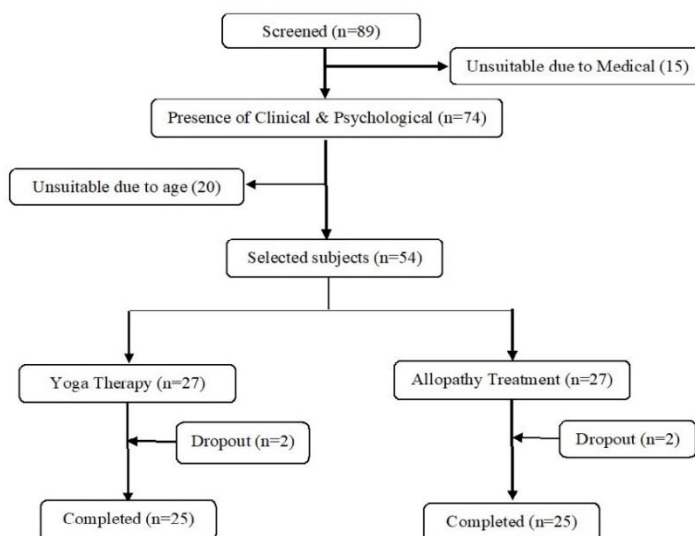 Screened (n=89)
Unsuitable due to Medical (15)
Presence of Clinical & Psychological (n=74)
Unsuitable due to age (20)
Selected subjects (n=54)
Yoga Therapy (n=27)
Allopathy Treatment (n=27)
Dropout (n=2)
Dropout (n=2)
Completed (n=25)
Completed (n=25)